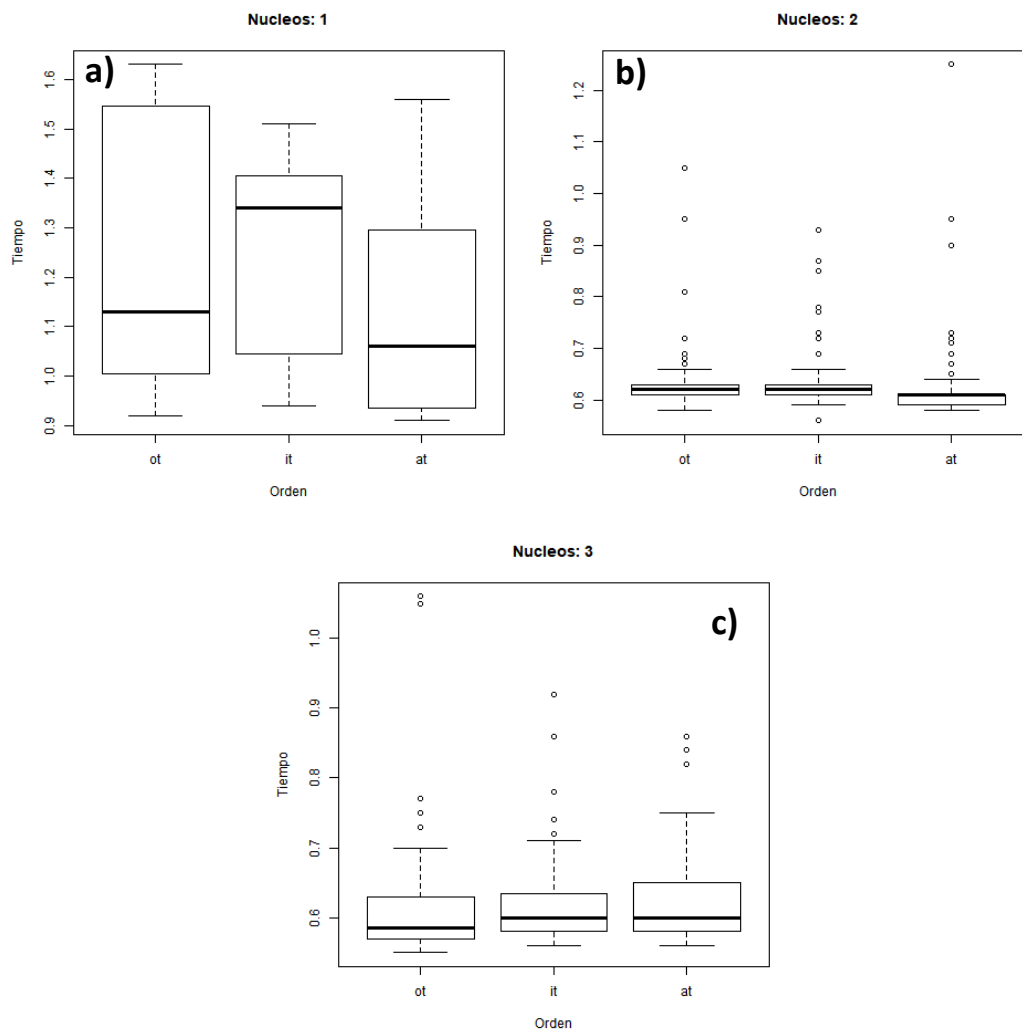 Nucleos: 1
a)
1.6
1.5
1.4
1.3
1.2
1.1
1.0
0.9
Tiempo
ot it at
Orden
Nucleos: 2
b)
1.2
1.1
1.0
0.9
0.8
0.7
0.6
Tiempo
ot it at
Orden
Nucleos: 3
c)
1.0
0.9
0.8
0.7
0.6
Tiempo
ot it at
Orden